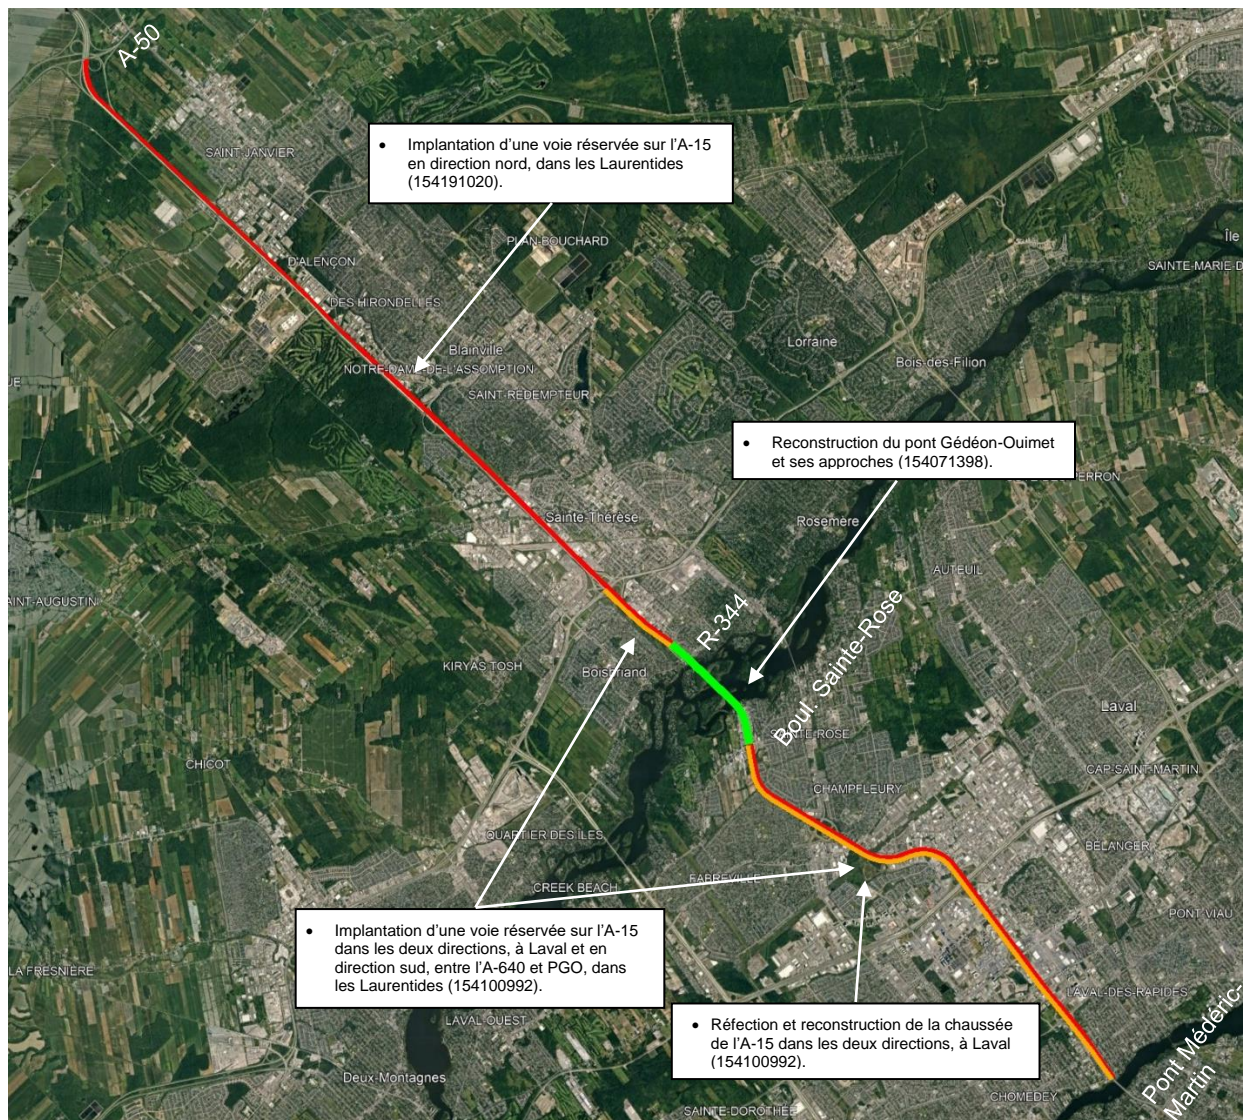 A-50
SAINT-JANVIER
• Implantation d'une voie réservée sur l'A-15
en direction nord, dans les Laurentides
(154191020).
PLAN-BOUCHARD
Île
SAINTE-MARIE-D
D'ALENÇON
DES HIRONDELLES
Blainville
Lorraine
NOTRE-DAME-DE-L'ASSOMPTION
Bois-des-Filion
UE
SAINT-REDEMPTEUR
• Reconstruction du pont Gédéon-Ouimet
et ses approches (154071398).
PERRON
Sainte-Thérèse
Rosemère
AUTEUIL
AINT-AUGUSTIN
R-344
Boul. Sainte-Rose
KIRYAS TOSH
Boisbriand
Laval
SAINTE-ROSE
CHICOT
CAP-SAINT-MARTIN
CHAMPFLEURY
QUARTIER DES ÎLES
BÉLANGER
FABREVILLE
CREEK BEACH
PONT-VIAU
• Implantation d'une voie réservée sur l'A-15
dans les deux directions, à Laval et en
direction sud, entre l'A-640 et PGO, dans
les Laurentides (154100992).
LA FRESNIÈRE
LAVAL-DES-RAPIDES
LAVAL-OUEST
• Réfection et reconstruction de la chaussée
de l'A-15 dans les deux directions, à Laval
(154100992).
Pont Médéric-
Martin
Deux-Montagnes
CHOMEDEY
SAINTE-DOROTHÉE